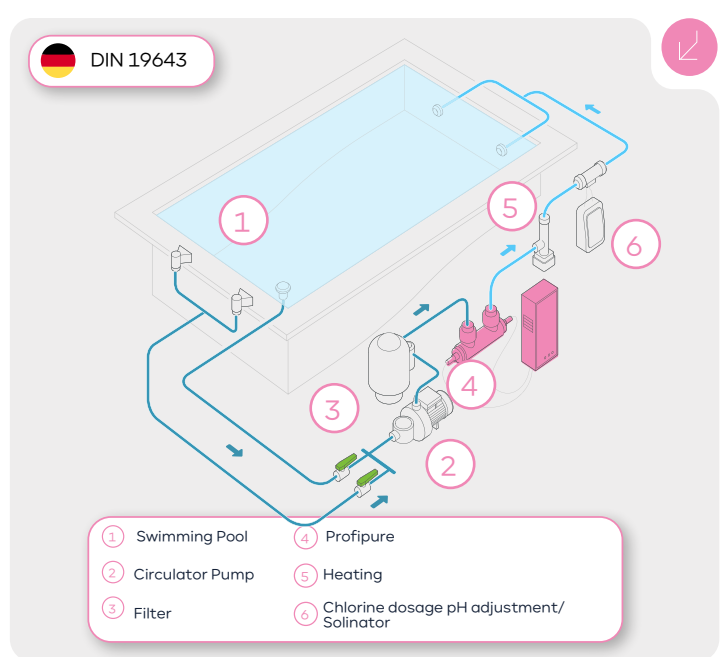 DIN 19643
1
5
6
3
4
2
1 Swimming Pool
2 Circulator Pump
3 Filter
4 Profipure
5 Heating
6 Chlorine dosage pH adjustment/
Solinator